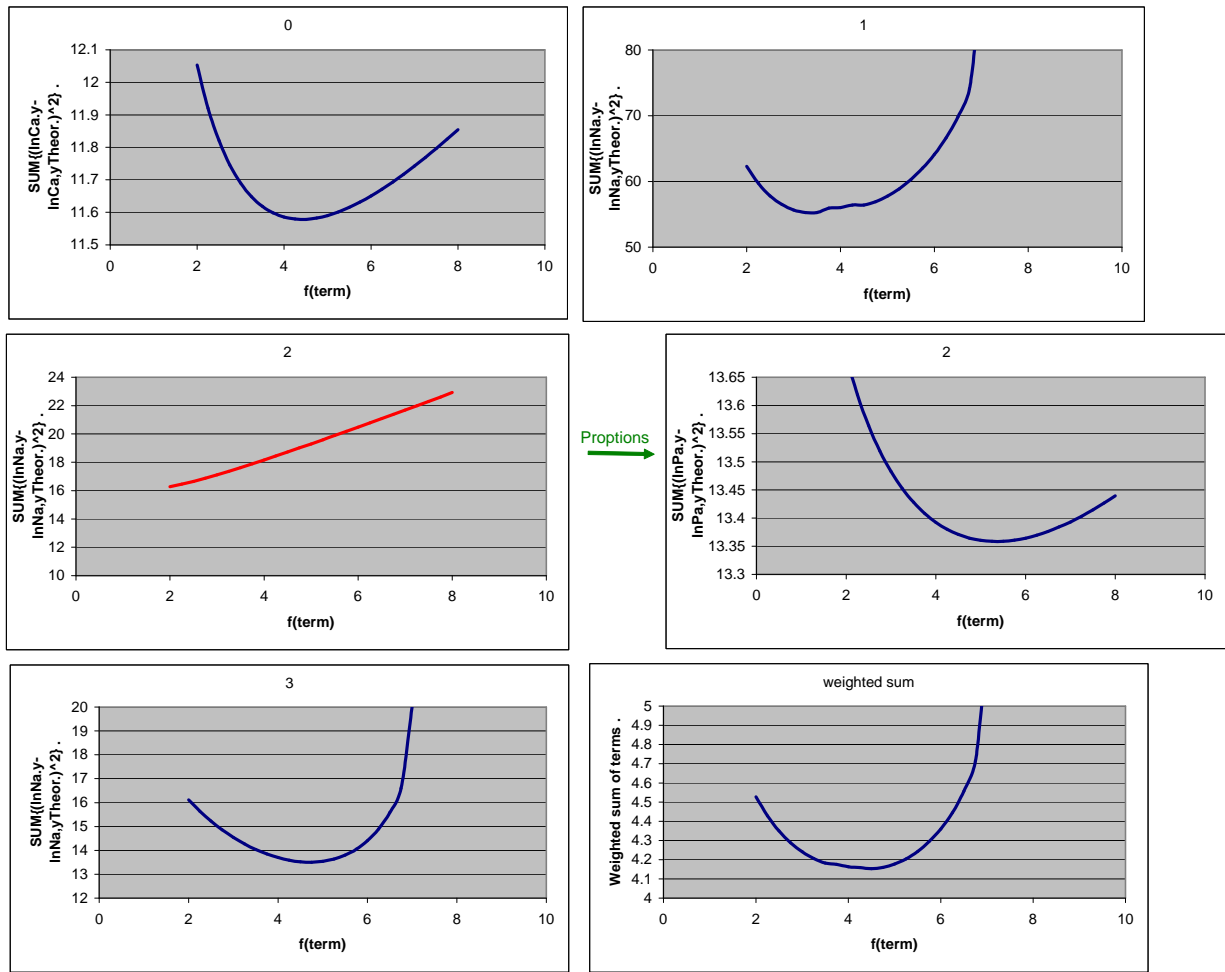 0
SUM{(lnCa.y-
lnCa,yTheor.)^2} .
12.1
12
11.9
11.8
11.7
11.6
11.5
0 2 4 6 8 10
f(term)
1
SUM{(lnNa.y-
lnNa,yTheor.)^2} .
80
70
60
50
0 2 4 6 8 10
f(term)
2
SUM{(lnNa.y-
lnNa,yTheor.)^2} .
24
22
20
18
16
14
12
10
0 2 4 6 8 10
f(term)
Proptions
2
SUM{(lnPa.y-
lnPa,yTheor.)^2} .
13.65
13.6
13.55
13.5
13.45
13.4
13.35
13.3
0 2 4 6 8 10
f(term)
3
SUM{(lnNa.y-
lnNa,yTheor.)^2} .
20
19
18
17
16
15
14
13
12
0 2 4 6 8 10
f(term)
weighted sum
Weighted sum of terms .
5
4.9
4.8
4.7
4.6
4.5
4.4
4.3
4.2
4.1
4
0 2 4 6 8 10
f(term)